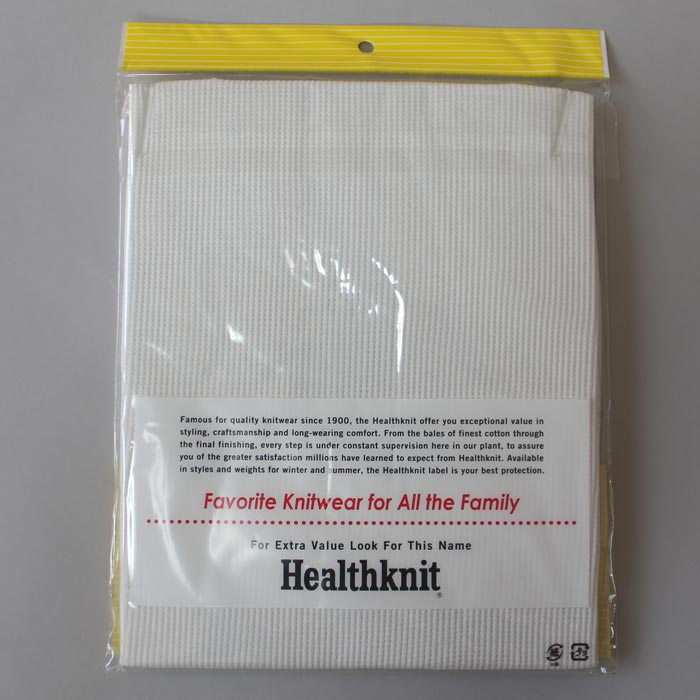 Famous for quality knitwear since 1900, the Healthknit offer you exceptional value in
styling, craftsmanship and long-wearing comfort. From the bales of finest cotton through
the final finishing, every step is under constant supervision here in our plant, to assure
you of the greater satisfaction millions have learned to expect from Healthknit. Available
in styles and weights for winter and summer, the Healthknit label is your best protection.
Favorite Knitwear for All the Family
For Extra Value Look For This Name
Healthknit®